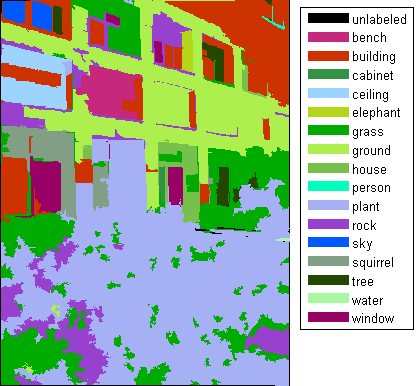 unlabeled
bench
building
cabinet
ceiling
elephant
grass
ground
house
person
plant
rock
sky
squirrel
tree
water
window